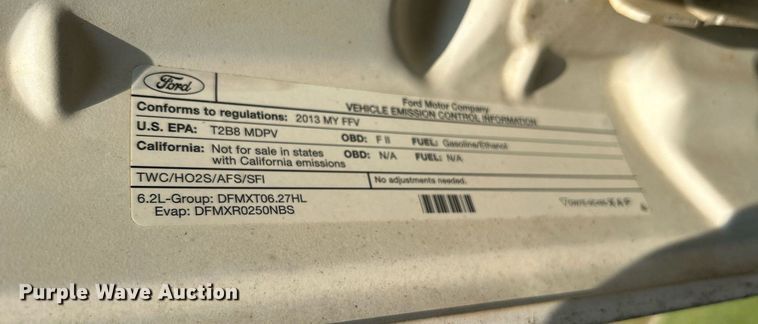 Ford
Ford Motor Company
VEHICLE EMISSION CONTROL INFORMATION
Conforms to regulations: 2013 MY FFV
U.S. EPA: T2B8 MDPV OBD: F II FUEL: Gasoline/Ethanol
California: Not for sale in states with California emissions OBD: N/A FUEL: N/A
TWC/HO2S/AFS/SFI No adjustments needed.
6.2L-Group: DFMXT06.27HL
Evap: DFMXR0250NBS
Purple Wave Auction